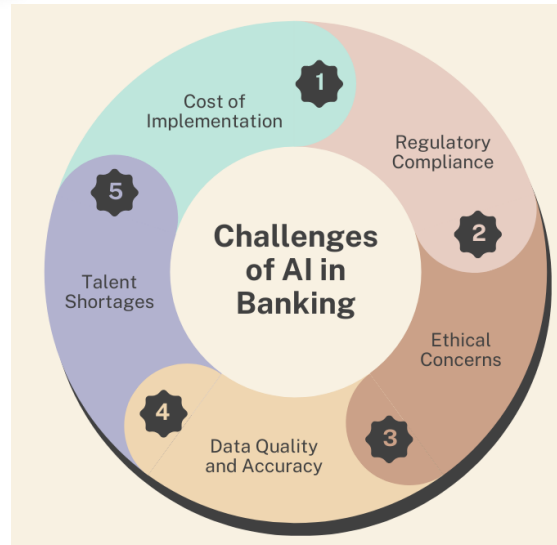 Challenges
of AI in
Banking
1
Cost of
Implementation
2
Regulatory
Compliance
3
Ethical
Concerns
4
Data Quality
and Accuracy
5
Talent
Shortages